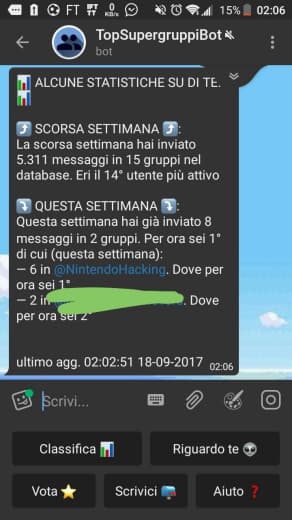 FT
0
KB/s
15%
02:06
TopSupergruppiBot
bot
ALCUNE STATISTICHE SU DI TE.
SCORSA SETTIMANA :
La scorsa settimana hai inviato
5.311 messaggi in 15 gruppi nel
database. Eri il 14° utente più attivo
QUESTA SETTIMANA :
Questa settimana hai già inviato 8
messaggi in 2 gruppi. Per ora sei 1°
di cui (questa settimana):
— 6 in @NintendoHacking. Dove per
ora sei 1°
— 2 in . Dove
per ora sei 2°
ultimo agg. 02:02:51 18-09-2017
02:06
Scrivi...
Classifica
Riguardo te
Vota
Scrivici
Aiuto